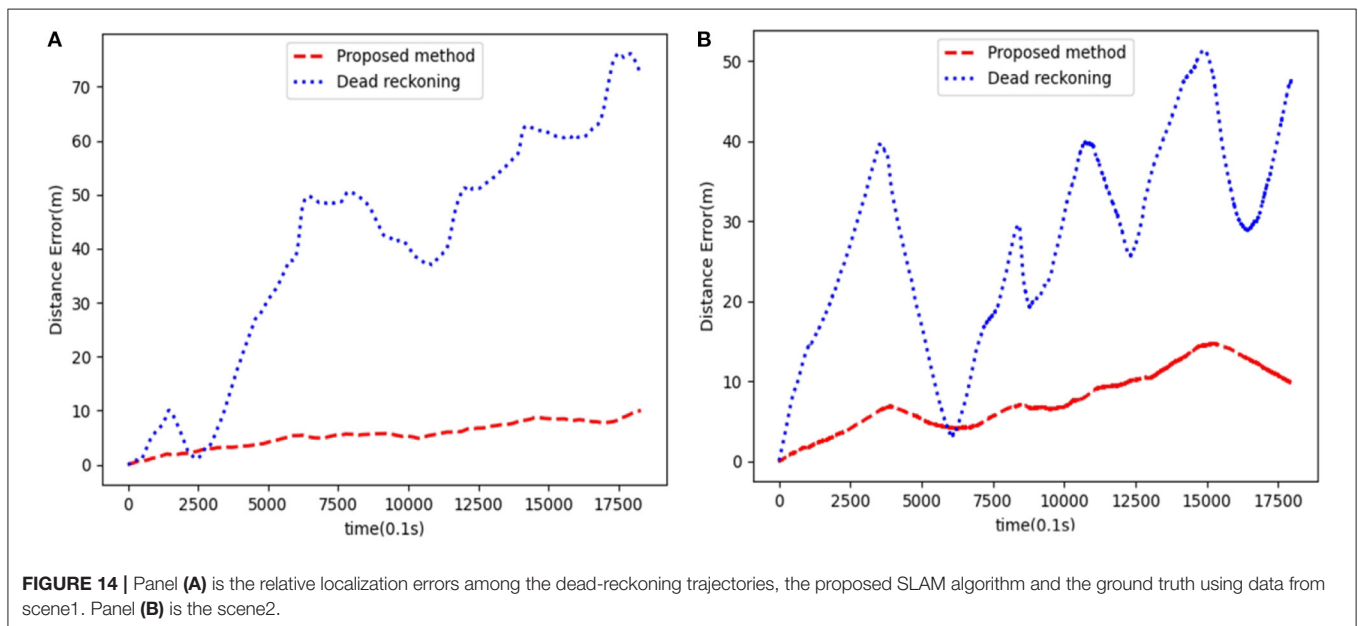 A
Proposed method
Dead reckoning
70
60
50
40
30
20
10
0
Distance Error(m)
0 2500 5000 7500 10000 12500 15000 17500
time(0.1s)
B
Proposed method
Dead reckoning
50
40
30
20
10
0
Distance Error(m)
0 2500 5000 7500 10000 12500 15000 17500
time(0.1s)
FIGURE 14 | Panel (A) is the relative localization errors among the dead-reckoning trajectories, the proposed SLAM algorithm and the ground truth using data from
scene1. Panel (B) is the scene2.